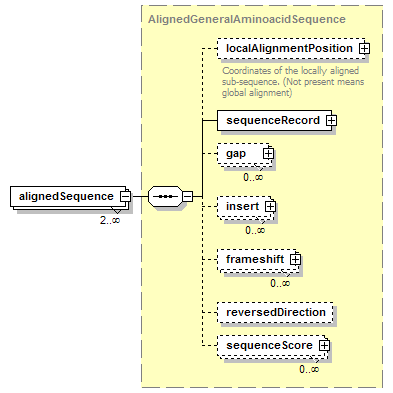 AlignedGeneralAminoacidSequence
localAlignmentPosition
Coordinates of the locally aligned
sub-sequence. (Not present means
global alignment)
sequenceRecord
gap
0..∞
alignedSequence
2..∞
insert
0..∞
frameshift
0..∞
reversedDirection
sequenceScore
0..∞